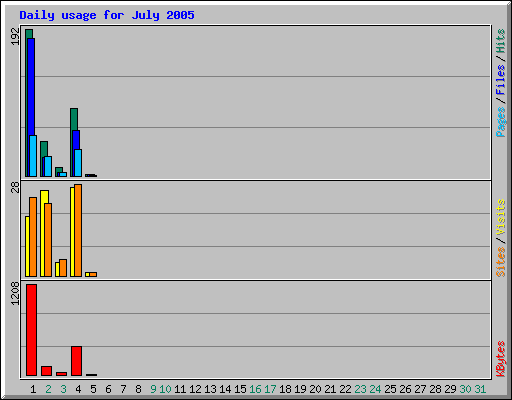 Daily usage for July 2005
192
Pages / Files / Hits
28
Sites / Visits
1208
KBytes
1 2 3 4 5 6 7 8 9 10 11 12 13 14 15 16 17 18 19 20 21 22 23 24 25 26 27 28 29 30 31